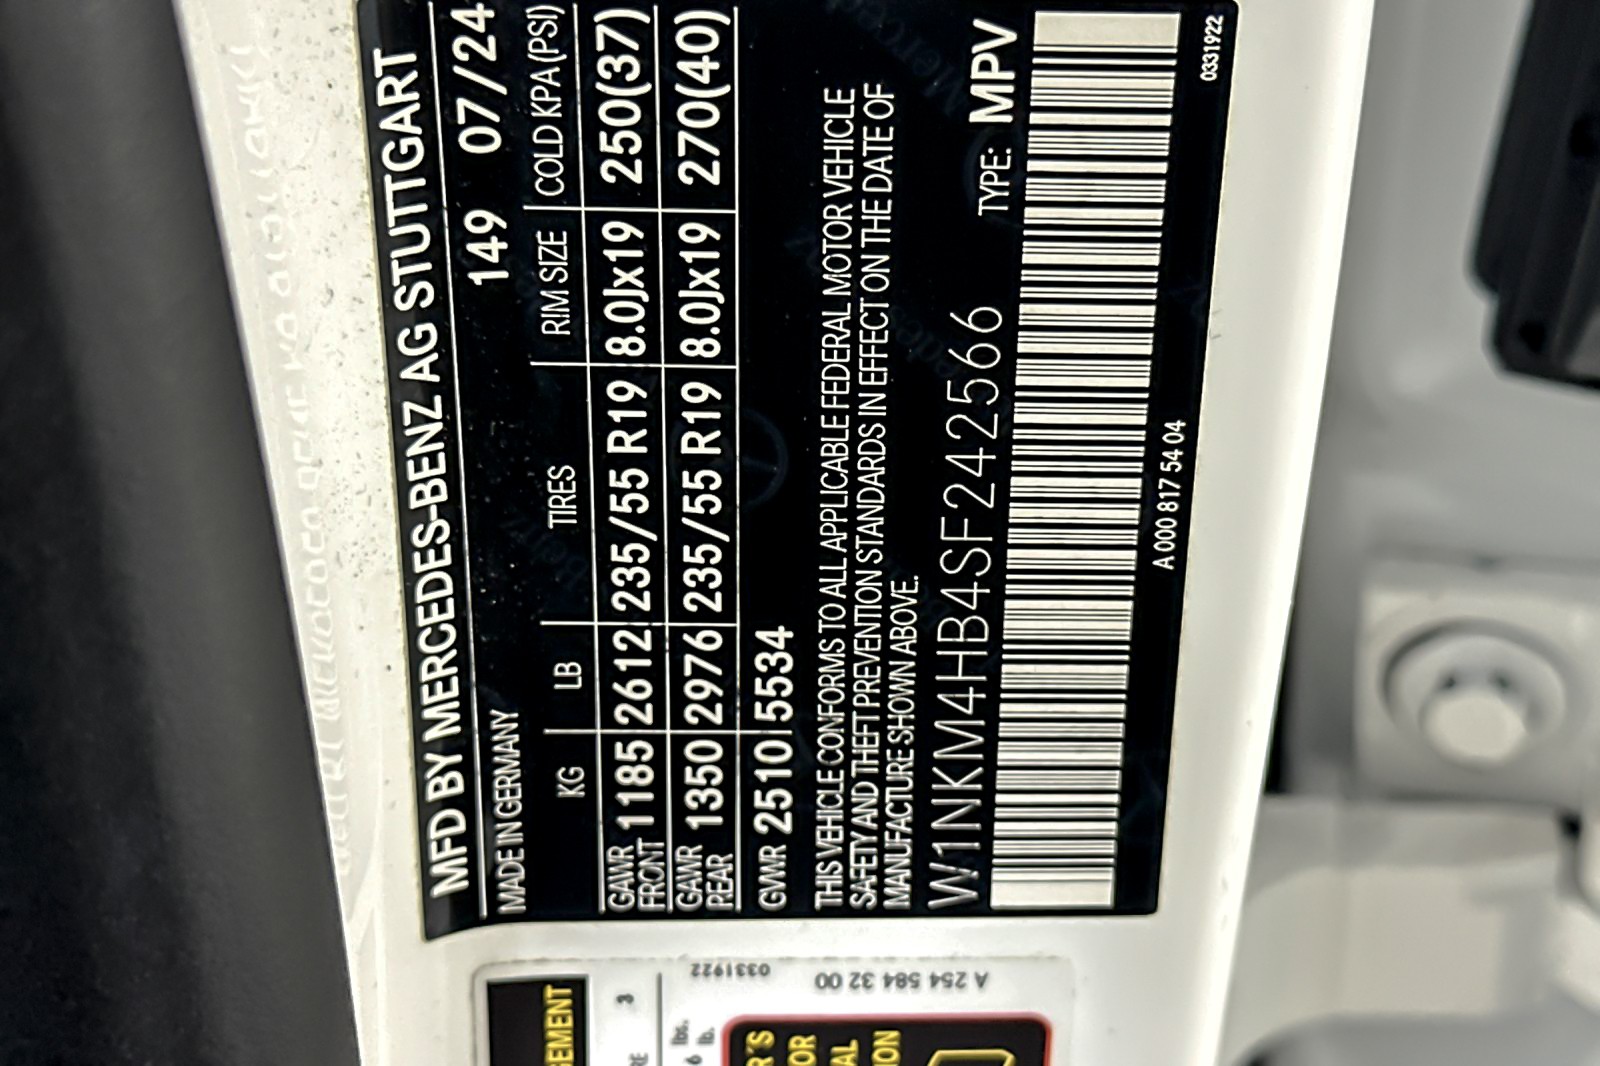 MFD BY MERCEDES-BENZ AG STUTTGART
MADE IN GERMANY 149 07/24
KG LB TIRES RIM SIZE COLD KPA (PSI)
GAWR FRONT 1185 2612 235/55 R19 8.0Jx19 250(37)
GAWR REAR 1350 2976 235/55 R19 8.0Jx19 270(40)
GVWR 2510 5534
THIS VEHICLE CONFORMS TO ALL APPLICABLE FEDERAL MOTOR VEHICLE
SAFETY AND THEFT PREVENTION STANDARDS IN EFFECT ON THE DATE OF
MANUFACTURE SHOWN ABOVE.
W1NKM4HB4SF242566 TYPE: MPV
A 000 817 54 04
0331922
0331922
A 254 584 32 00
3
lbs.
6 lb.